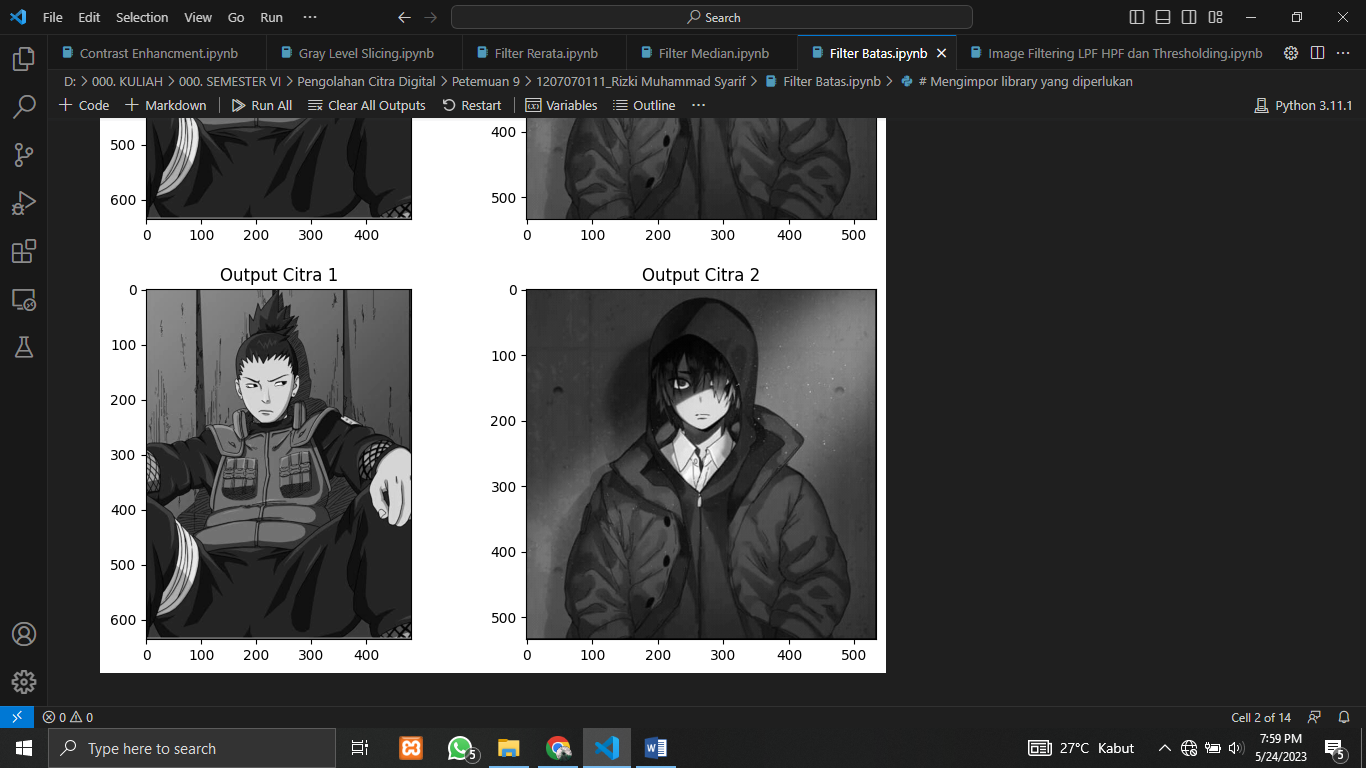 File Edit Selection View Go Run ··· Search
Contrast Enhancment.ipynb Gray Level Slicing.ipynb Filter Rerata.ipynb Filter Median.ipynb Filter Batas.ipynb Image Filtering LPF HPF dan Thresholding.ipynb
D: > 000. KULIAH > 000. SEMESTER VI > Pengolahan Citra Digital > Petemuan 9 > 1207070111_Rizki Muhammad Syarif > Filter Batas.ipynb > # Mengimpor library yang diperlukan
Code Markdown Run All Clear All Outputs Restart Variables Outline ··· Python 3.11.1
400
500
500
600
0 100 200 300 400 0 100 200 300 400 500
Output Citra 1 Output Citra 2
0 0
100 100
200 200
300 300
400 400
500 500
600
0 100 200 300 400 0 100 200 300 400 500
0 0 Cell 2 of 14
Type here to search 5 27°C Kabut 7:59 PM
5/24/2023 5